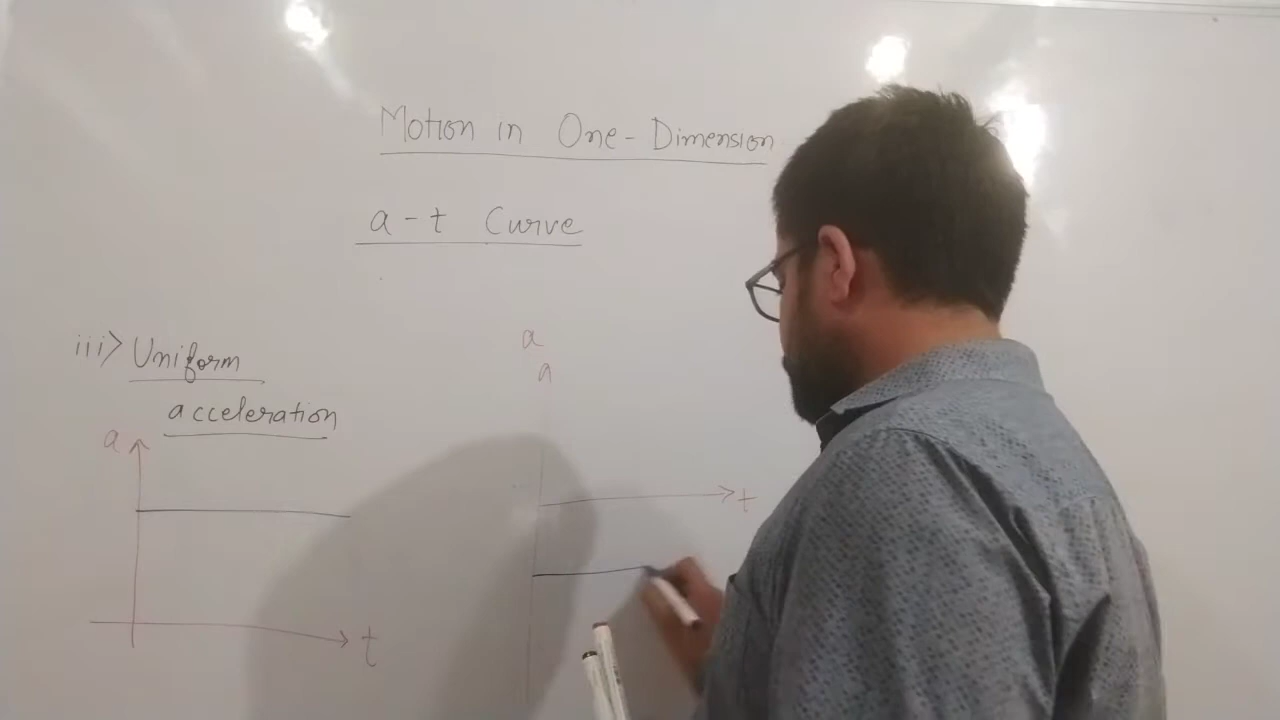 Motion in One-Dimension
a-t Curve
iii> Uniform
acceleration
a
t
a
a
t